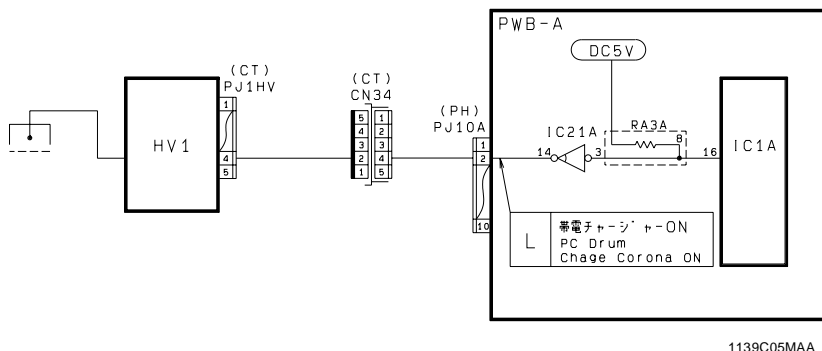 PWB-A
DC5V
(CT)
PJ1HV
(CT)
CN34
(PH)
PJ10A
IC21A
RA3A
HV1
IC1A
1
4
5
5
4
3
2
1
1
2
3
4
5
1
2
10
14
3
8
16
L
帯電チャージャーON
PC Drum
Chage Corona ON
1139C05MAA